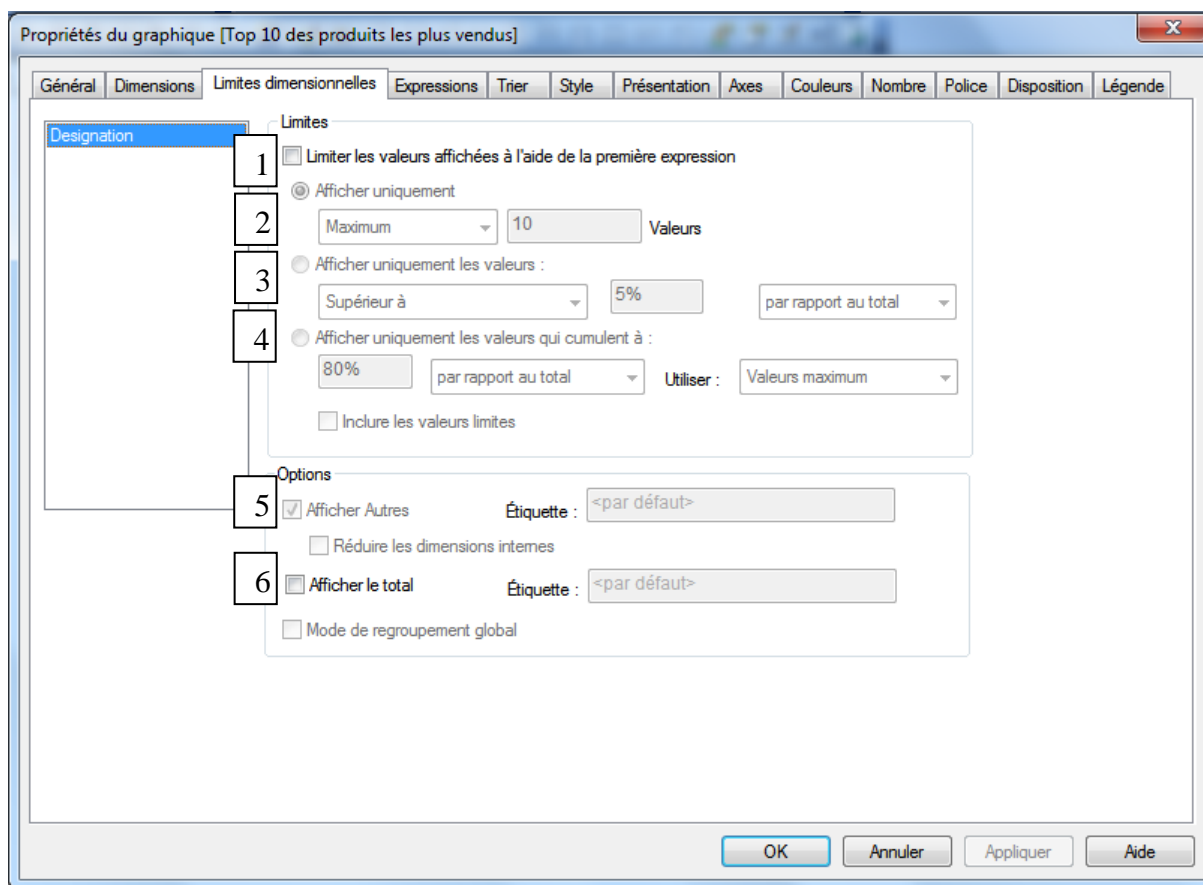 Propriétés du graphique [Top 10 des produits les plus vendus]
Général Dimensions Limites dimensionnelles Expressions Trier Style Présentation Axes Couleurs Nombre Police Disposition Légende
Designation
Limites
1 Limiter les valeurs affichées à l'aide de la première expression
Afficher uniquement
2 Maximum 10 Valeurs
3 Afficher uniquement les valeurs :
Supérieur à 5% par rapport au total
4 Afficher uniquement les valeurs qui cumulent à :
80% par rapport au total Utiliser : Valeurs maximum
Inclure les valeurs limites
Options
5 Afficher Autres Étiquette : <par défaut>
Réduire les dimensions internes
6 Afficher le total Étiquette : <par défaut>
Mode de regroupement global
OK Annuler Appliquer Aide